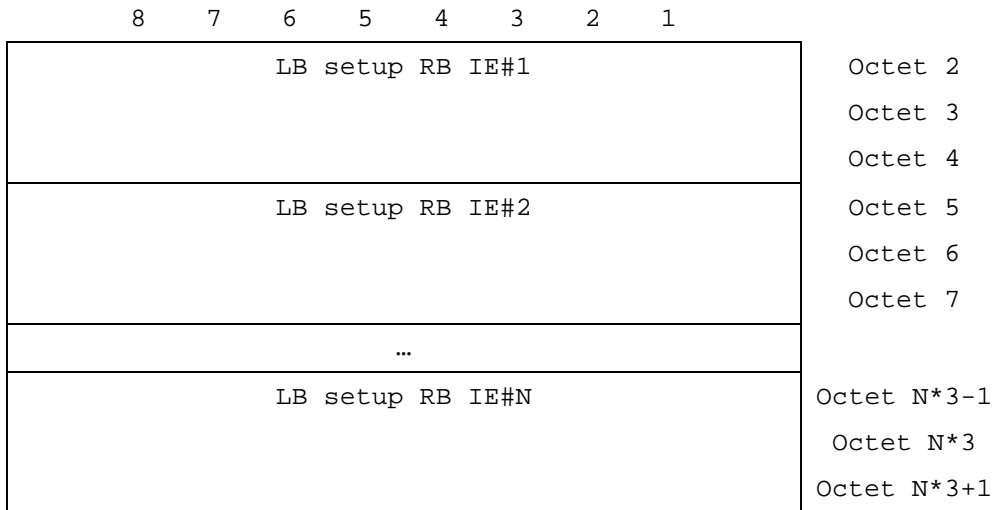 8 7 6 5 4 3 2 1
LB setup RB IE#1 Octet 2
Octet 3
Octet 4
LB setup RB IE#2 Octet 5
Octet 6
Octet 7
…
LB setup RB IE#N Octet N*3-1
Octet N*3
Octet N*3+1